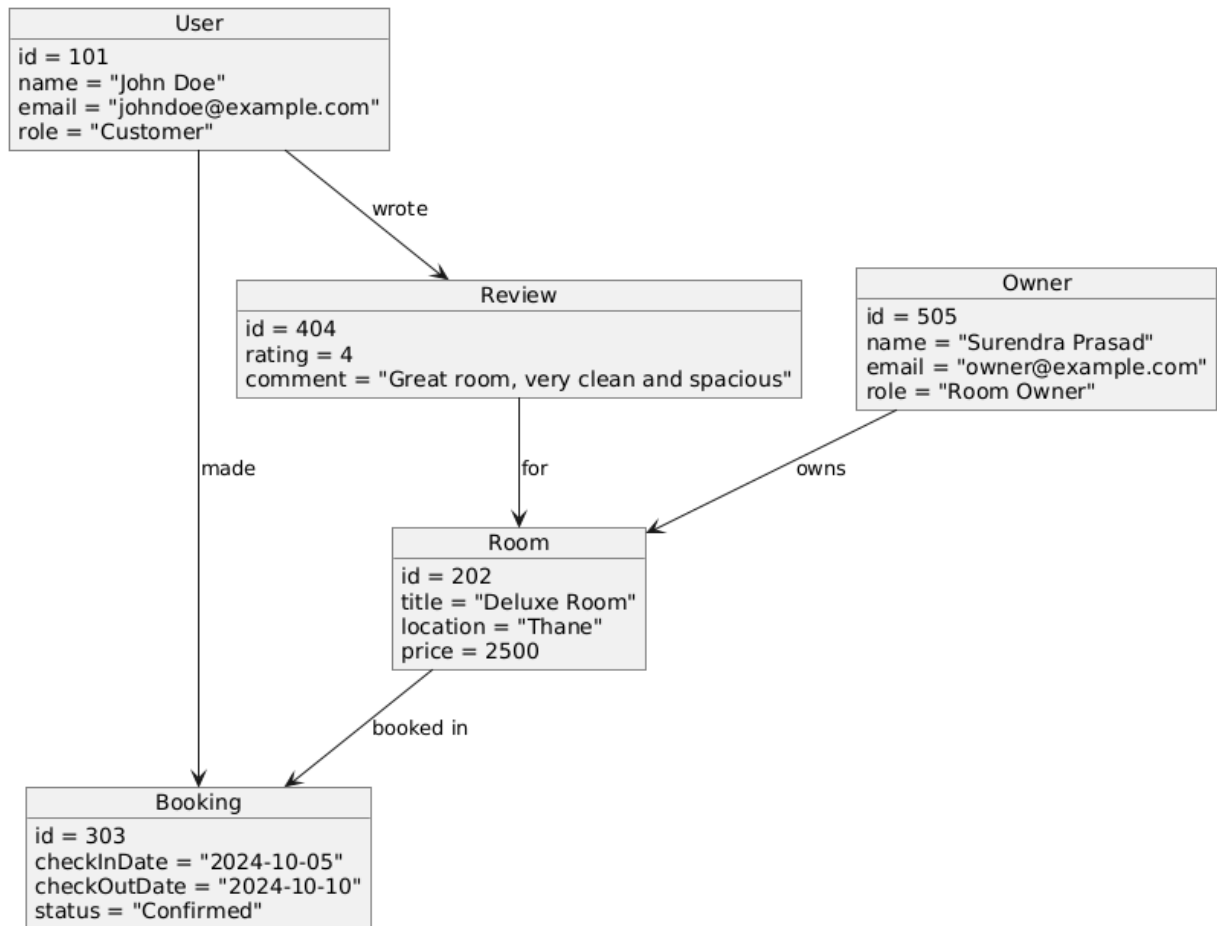 User
id = 101
name = "John Doe"
email = "johndoe@example.com"
role = "Customer"
wrote
Review
id = 404
rating = 4
comment = "Great room, very clean and spacious"
Owner
id = 505
name = "Surendra Prasad"
email = "owner@example.com"
role = "Room Owner"
made
for
owns
Room
id = 202
title = "Deluxe Room"
location = "Thane"
price = 2500
booked in
Booking
id = 303
checkInDate = "2024-10-05"
checkOutDate = "2024-10-10"
status = "Confirmed"